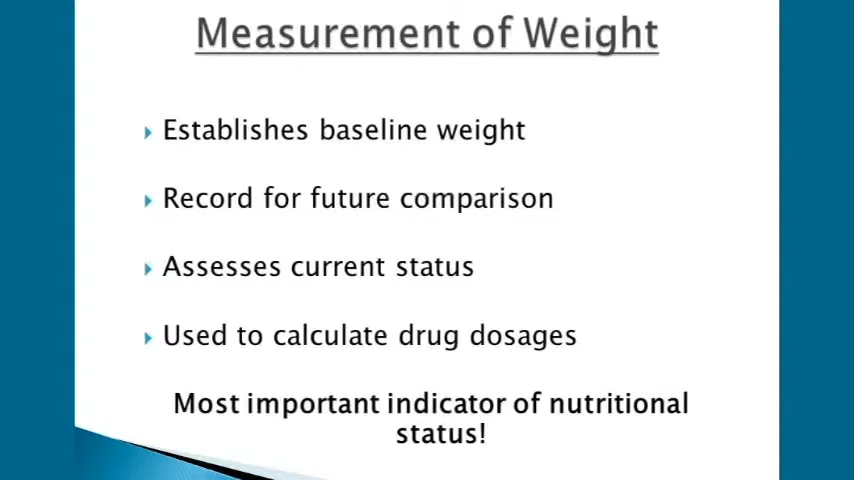 Measurement of Weight
Establishes baseline weight
Record for future comparison
Assesses current status
Used to calculate drug dosages
Most important indicator of nutritional
status!